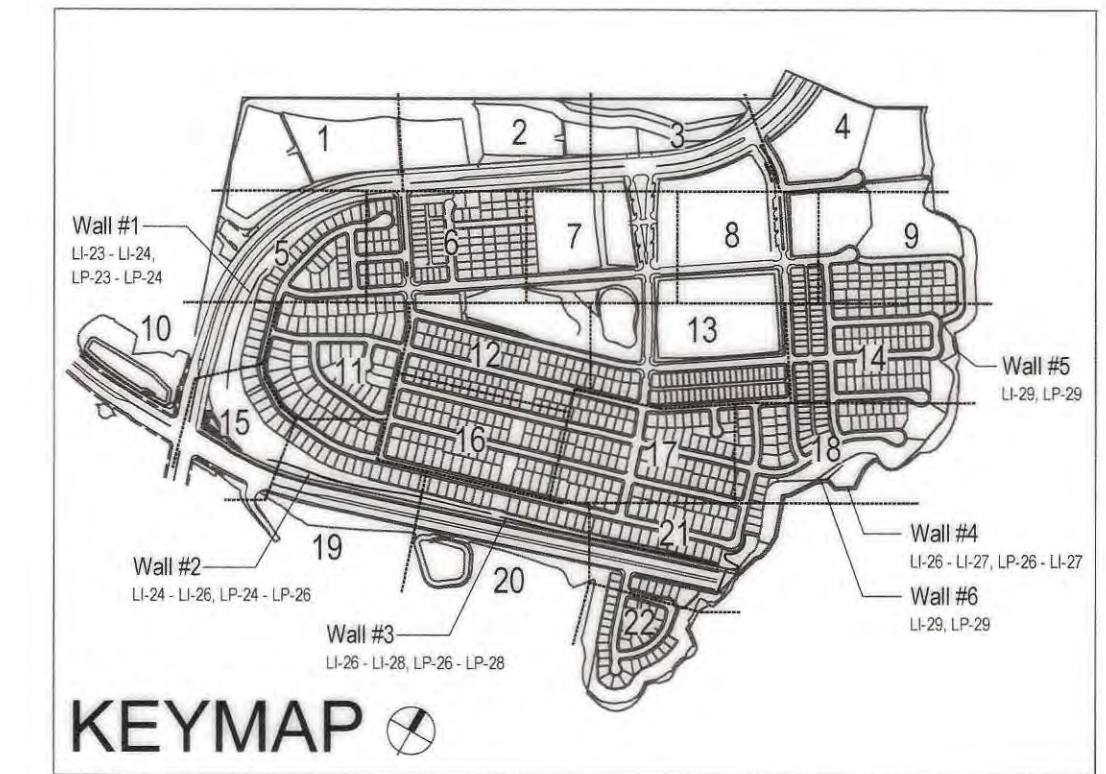 1
2
3
4
Wall #1
LI-23 - LI-24,
LP-23 - LP-24
5
6
7
8
9
10
11
12
13
14
Wall #5
LI-29, LP-29
15
16
17
18
Wall #4
LI-26 - LI-27, LP-26 - LI-27
19
20
21
Wall #2
LI-24 - LI-26, LP-24 - LP-26
Wall #6
LI-29, LP-29
22
Wall #3
LI-26 - LI-28, LP-26 - LP-28
KEYMAP